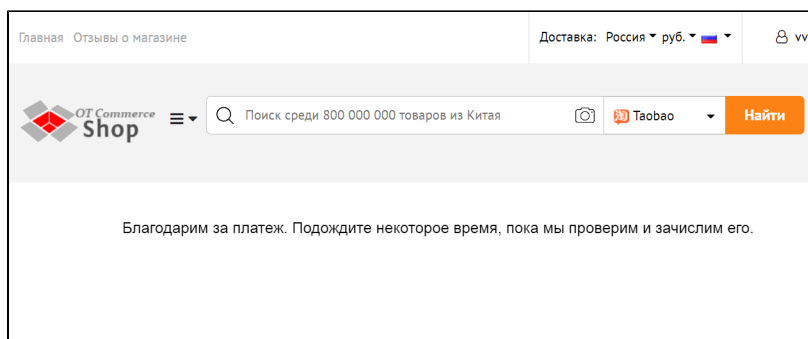 Главная Отзывы о магазине Доставка: Россия руб. vv
OT Commerce
Shop
Поиск среди 800 000 000 товаров из Китая Taobao Найти
Благодарим за платеж. Подождите некоторое время, пока мы проверим и зачислим его.